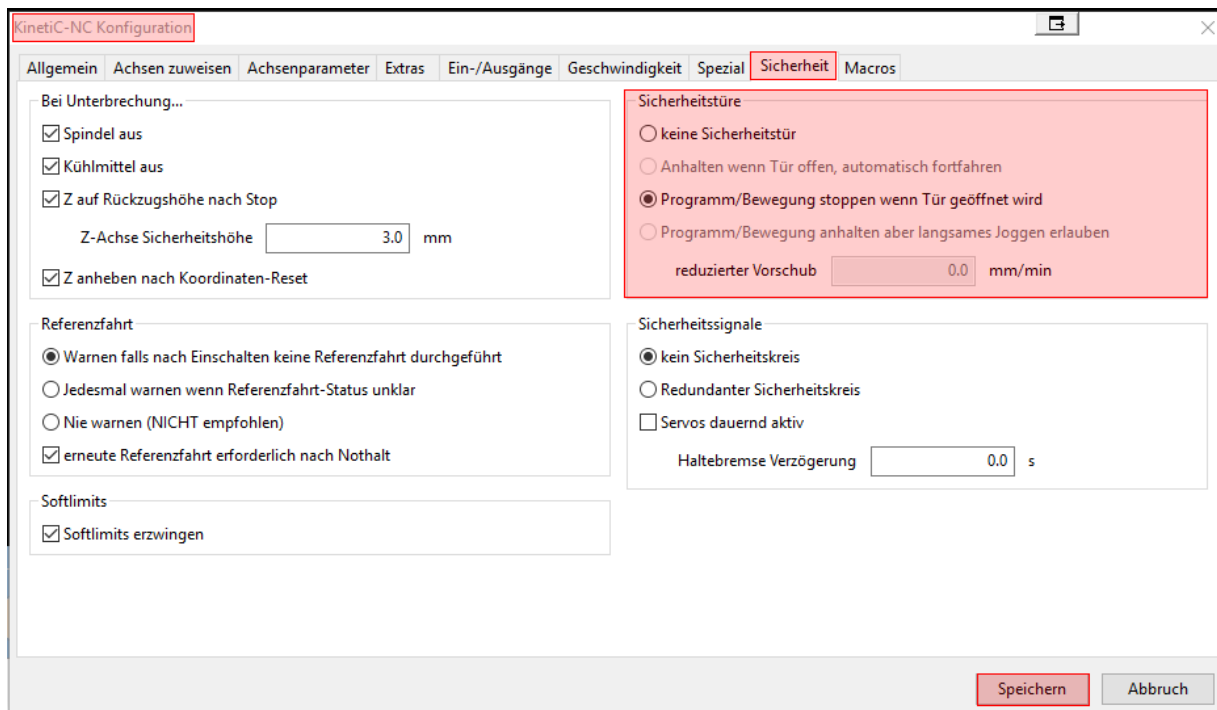 KinetiC-NC Konfiguration
Allgemein Achsen zuweisen Achsenparameter Extras Ein-/Ausgänge Geschwindigkeit Spezial Sicherheit Macros
Bei Unterbrechung...
Spindel aus
Kühlmittel aus
Z auf Rückzugshöhe nach Stop
Z-Achse Sicherheitshöhe 3.0 mm
Z anheben nach Koordinaten-Reset
Referenzfahrt
Warnen falls nach Einschalten keine Referenzfahrt durchgeführt
Jedesmal warnen wenn Referenzfahrt-Status unklar
Nie warnen (NICHT empfohlen)
erneute Referenzfahrt erforderlich nach Nothalt
Softlimits
Softlimits erzwingen
Sicherheitstüre
keine Sicherheitstür
Anhalten wenn Tür offen, automatisch fortfahren
Programm/Bewegung stoppen wenn Tür geöffnet wird
Programm/Bewegung anhalten aber langsames Joggen erlauben
reduzierter Vorschub 0.0 mm/min
Sicherheitssignale
kein Sicherheitskreis
Redundanter Sicherheitskreis
Servos dauernd aktiv
Haltebremse Verzögerung 0.0 s
Speichern Abbruch